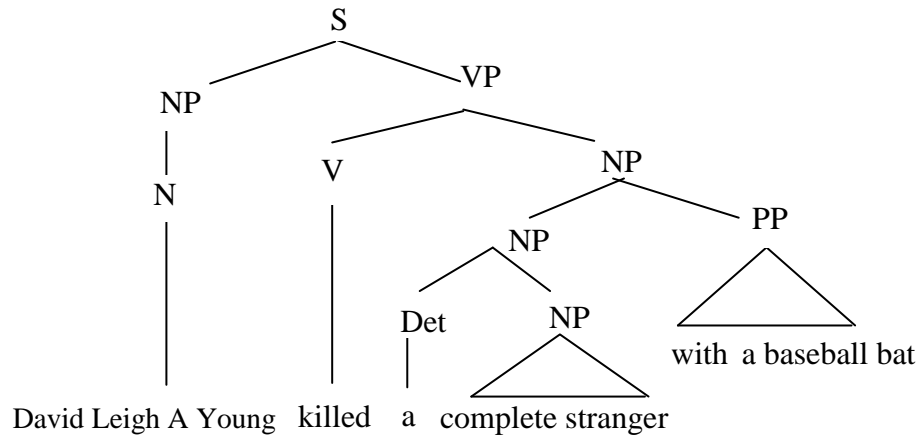 S
NP VP
N V NP
NP PP
Det NP
with a baseball bat
David Leigh A Young killed a complete stranger